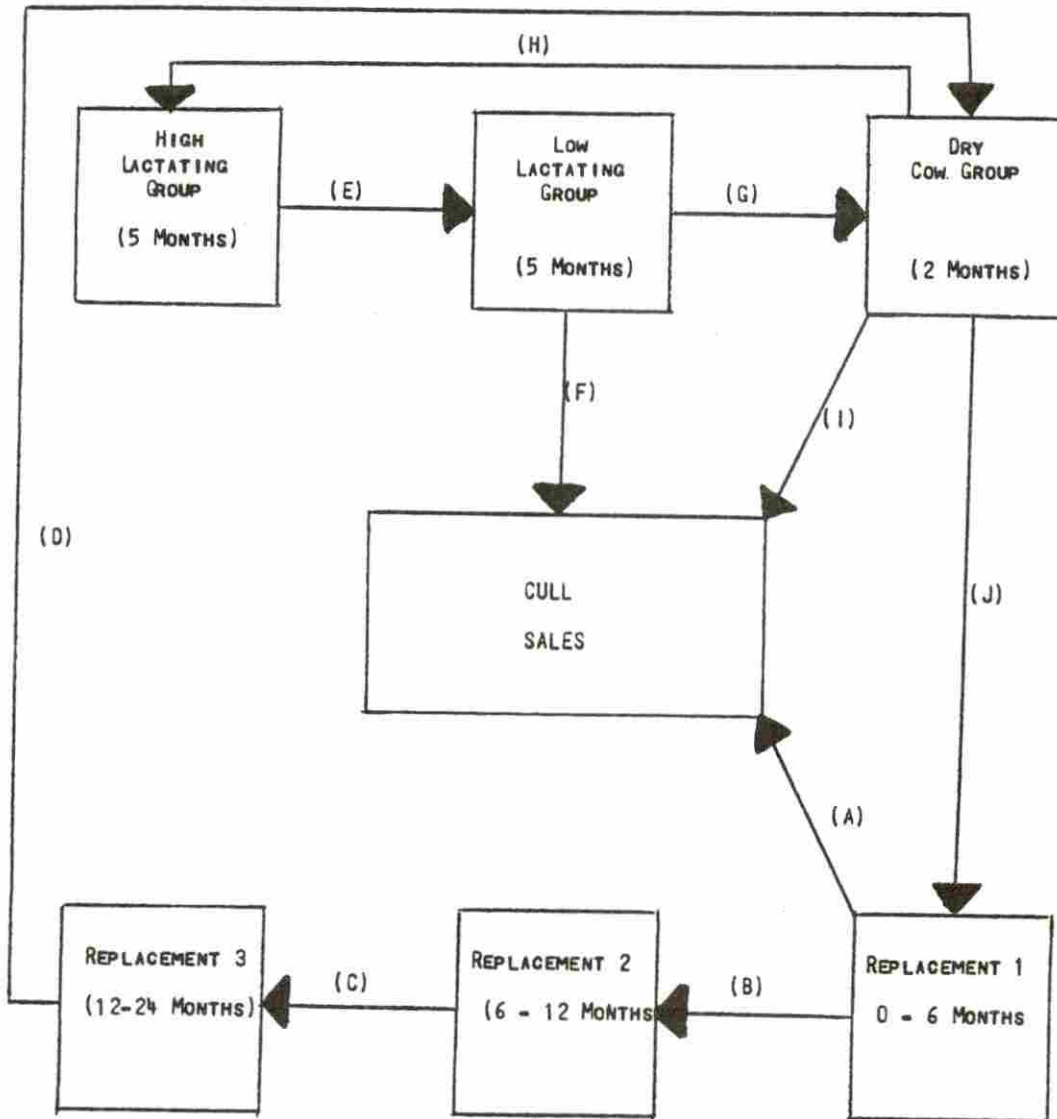 (H)
HIGH
LACTATING
GROUP
(5 MONTHS)
(E)
LOW
LACTATING
GROUP
(5 MONTHS)
(G)
DRY
COW. GROUP
(2 MONTHS)
(F)
(I)
(D)
CULL
SALES
(J)
(A)
REPLACEMENT 3
(12-24 MONTHS)
(C)
REPLACEMENT 2
(6 - 12 MONTHS
(B)
REPLACEMENT 1
0 - 6 MONTHS